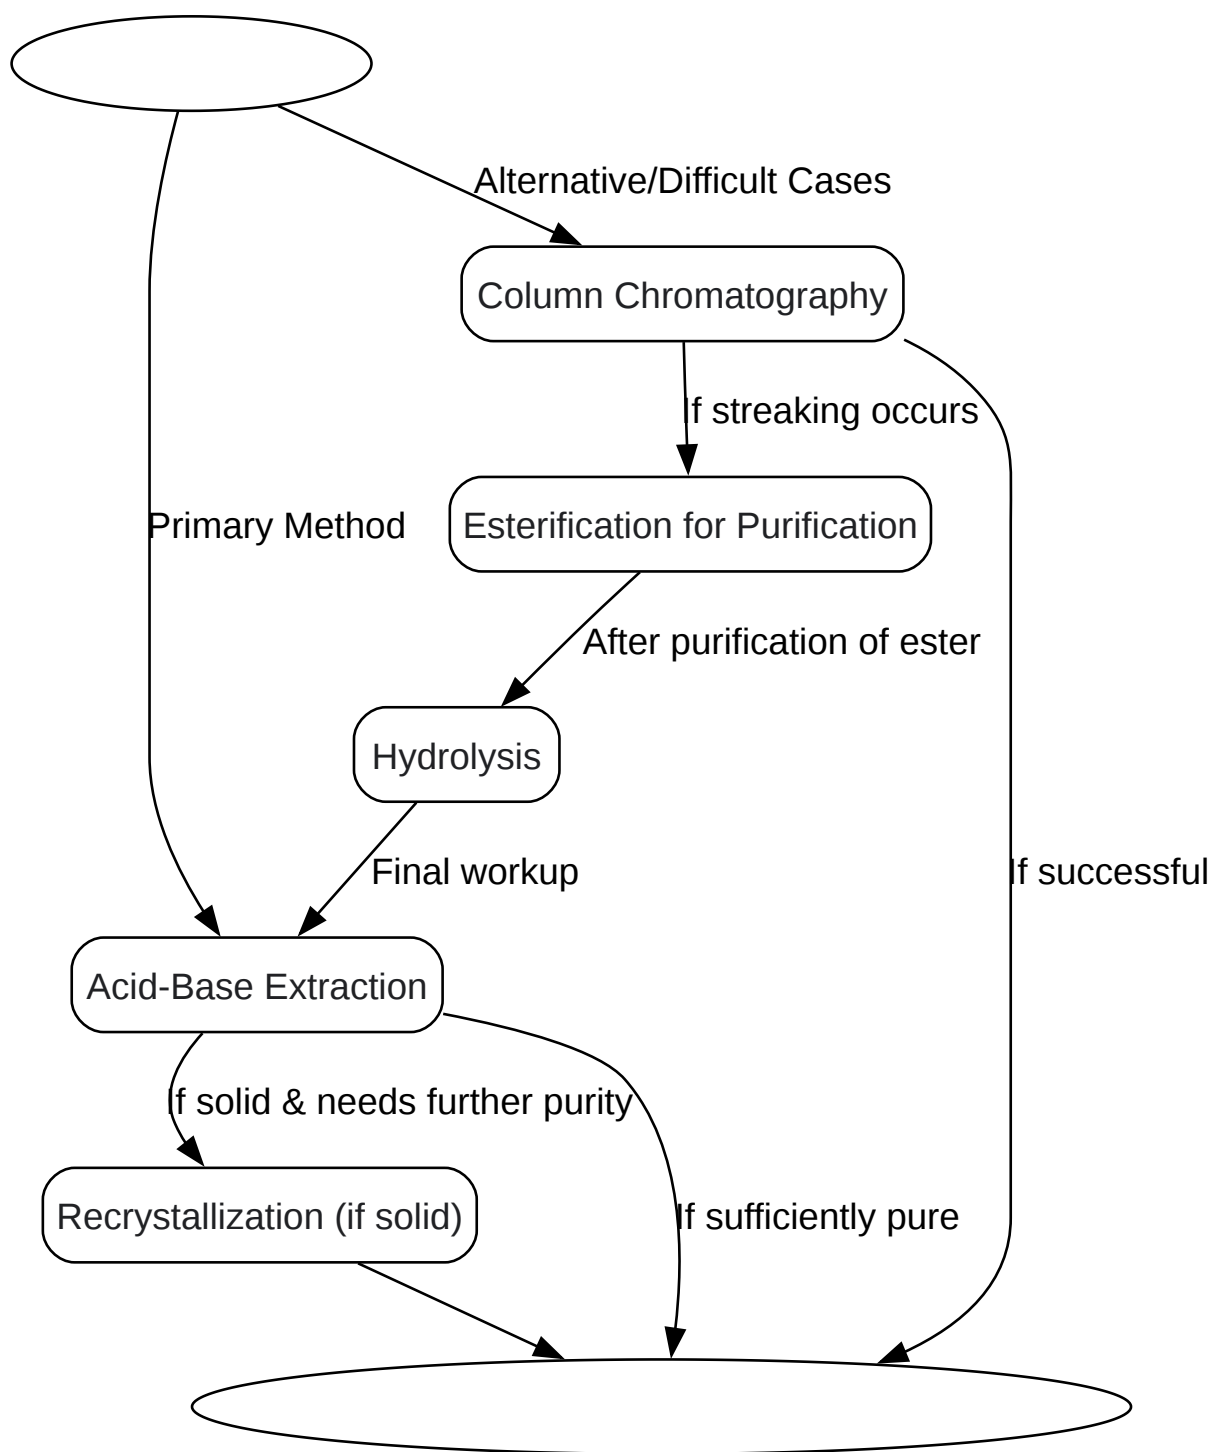 Alternative/Difficult Cases
Column Chromatography
If streaking occurs
Primary Method
Esterification for Purification
After purification of ester
Hydrolysis
Final workup
If successful
Acid-Base Extraction
If solid & needs further purity
Recrystallization (if solid)
If sufficiently pure